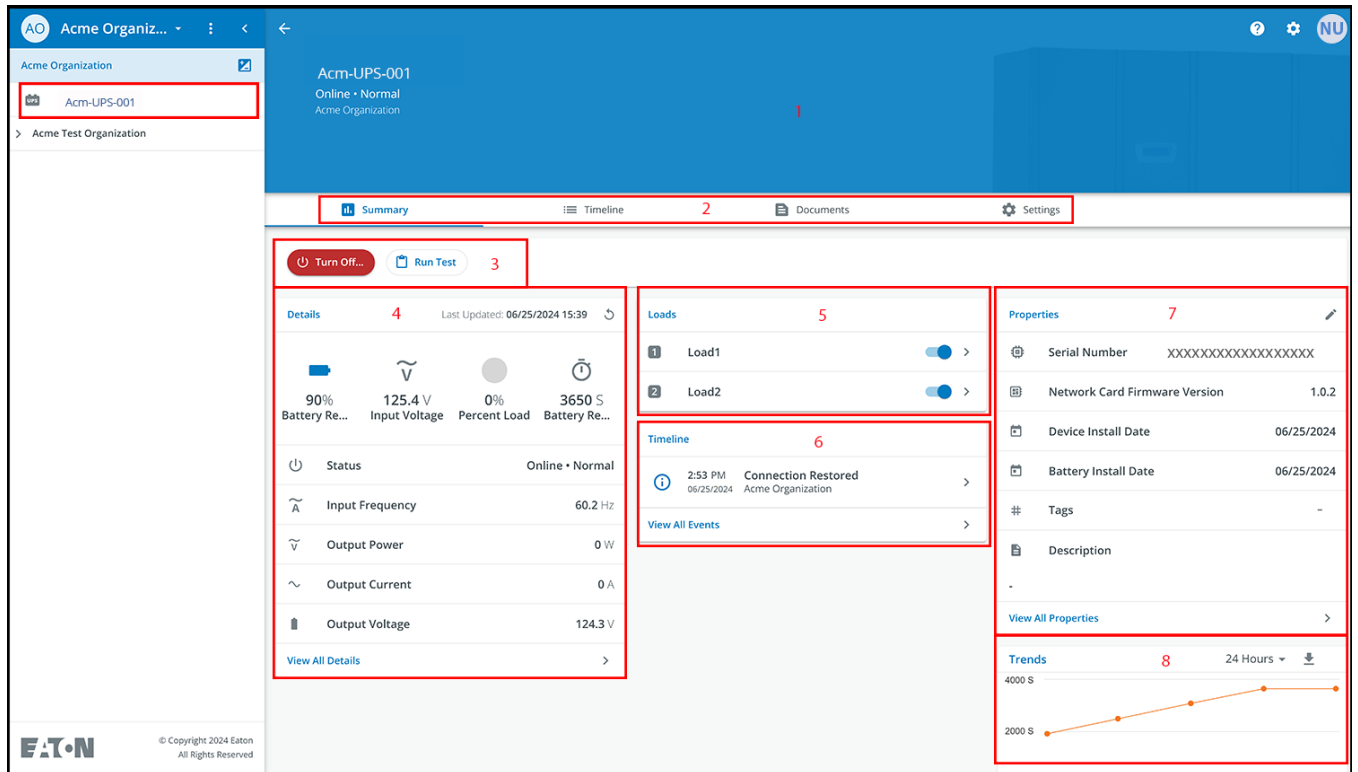 AO Acme Organiz...
NU
Acme Organization
UPS Acm-UPS-001
Acme Test Organization
Acm-UPS-001
Online • Normal
Acme Organization
1
Summary
Timeline
2
Documents
Settings
Turn Off...
Run Test
3
Details
4
Last Updated: 06/25/2024 15:39
90%
Battery Re...
125.4 V
Input Voltage
0%
Percent Load
3650 S
Battery Re...
Status Online • Normal
Input Frequency 60.2 Hz
Output Power 0 W
Output Current 0 A
Output Voltage 124.3 V
View All Details
Loads
5
1 Load1
2 Load2
Timeline
6
2:53 PM Connection Restored
06/25/2024 Acme Organization
View All Events
Properties
7
Serial Number XXXXXXXXXXXXXXXXXX
Network Card Firmware Version 1.0.2
Device Install Date 06/25/2024
Battery Install Date 06/25/2024
# Tags –
Description
-
View All Properties
Trends
8
24 Hours
4000 S
2000 S
EATON
© Copyright 2024 Eaton
All Rights Reserved